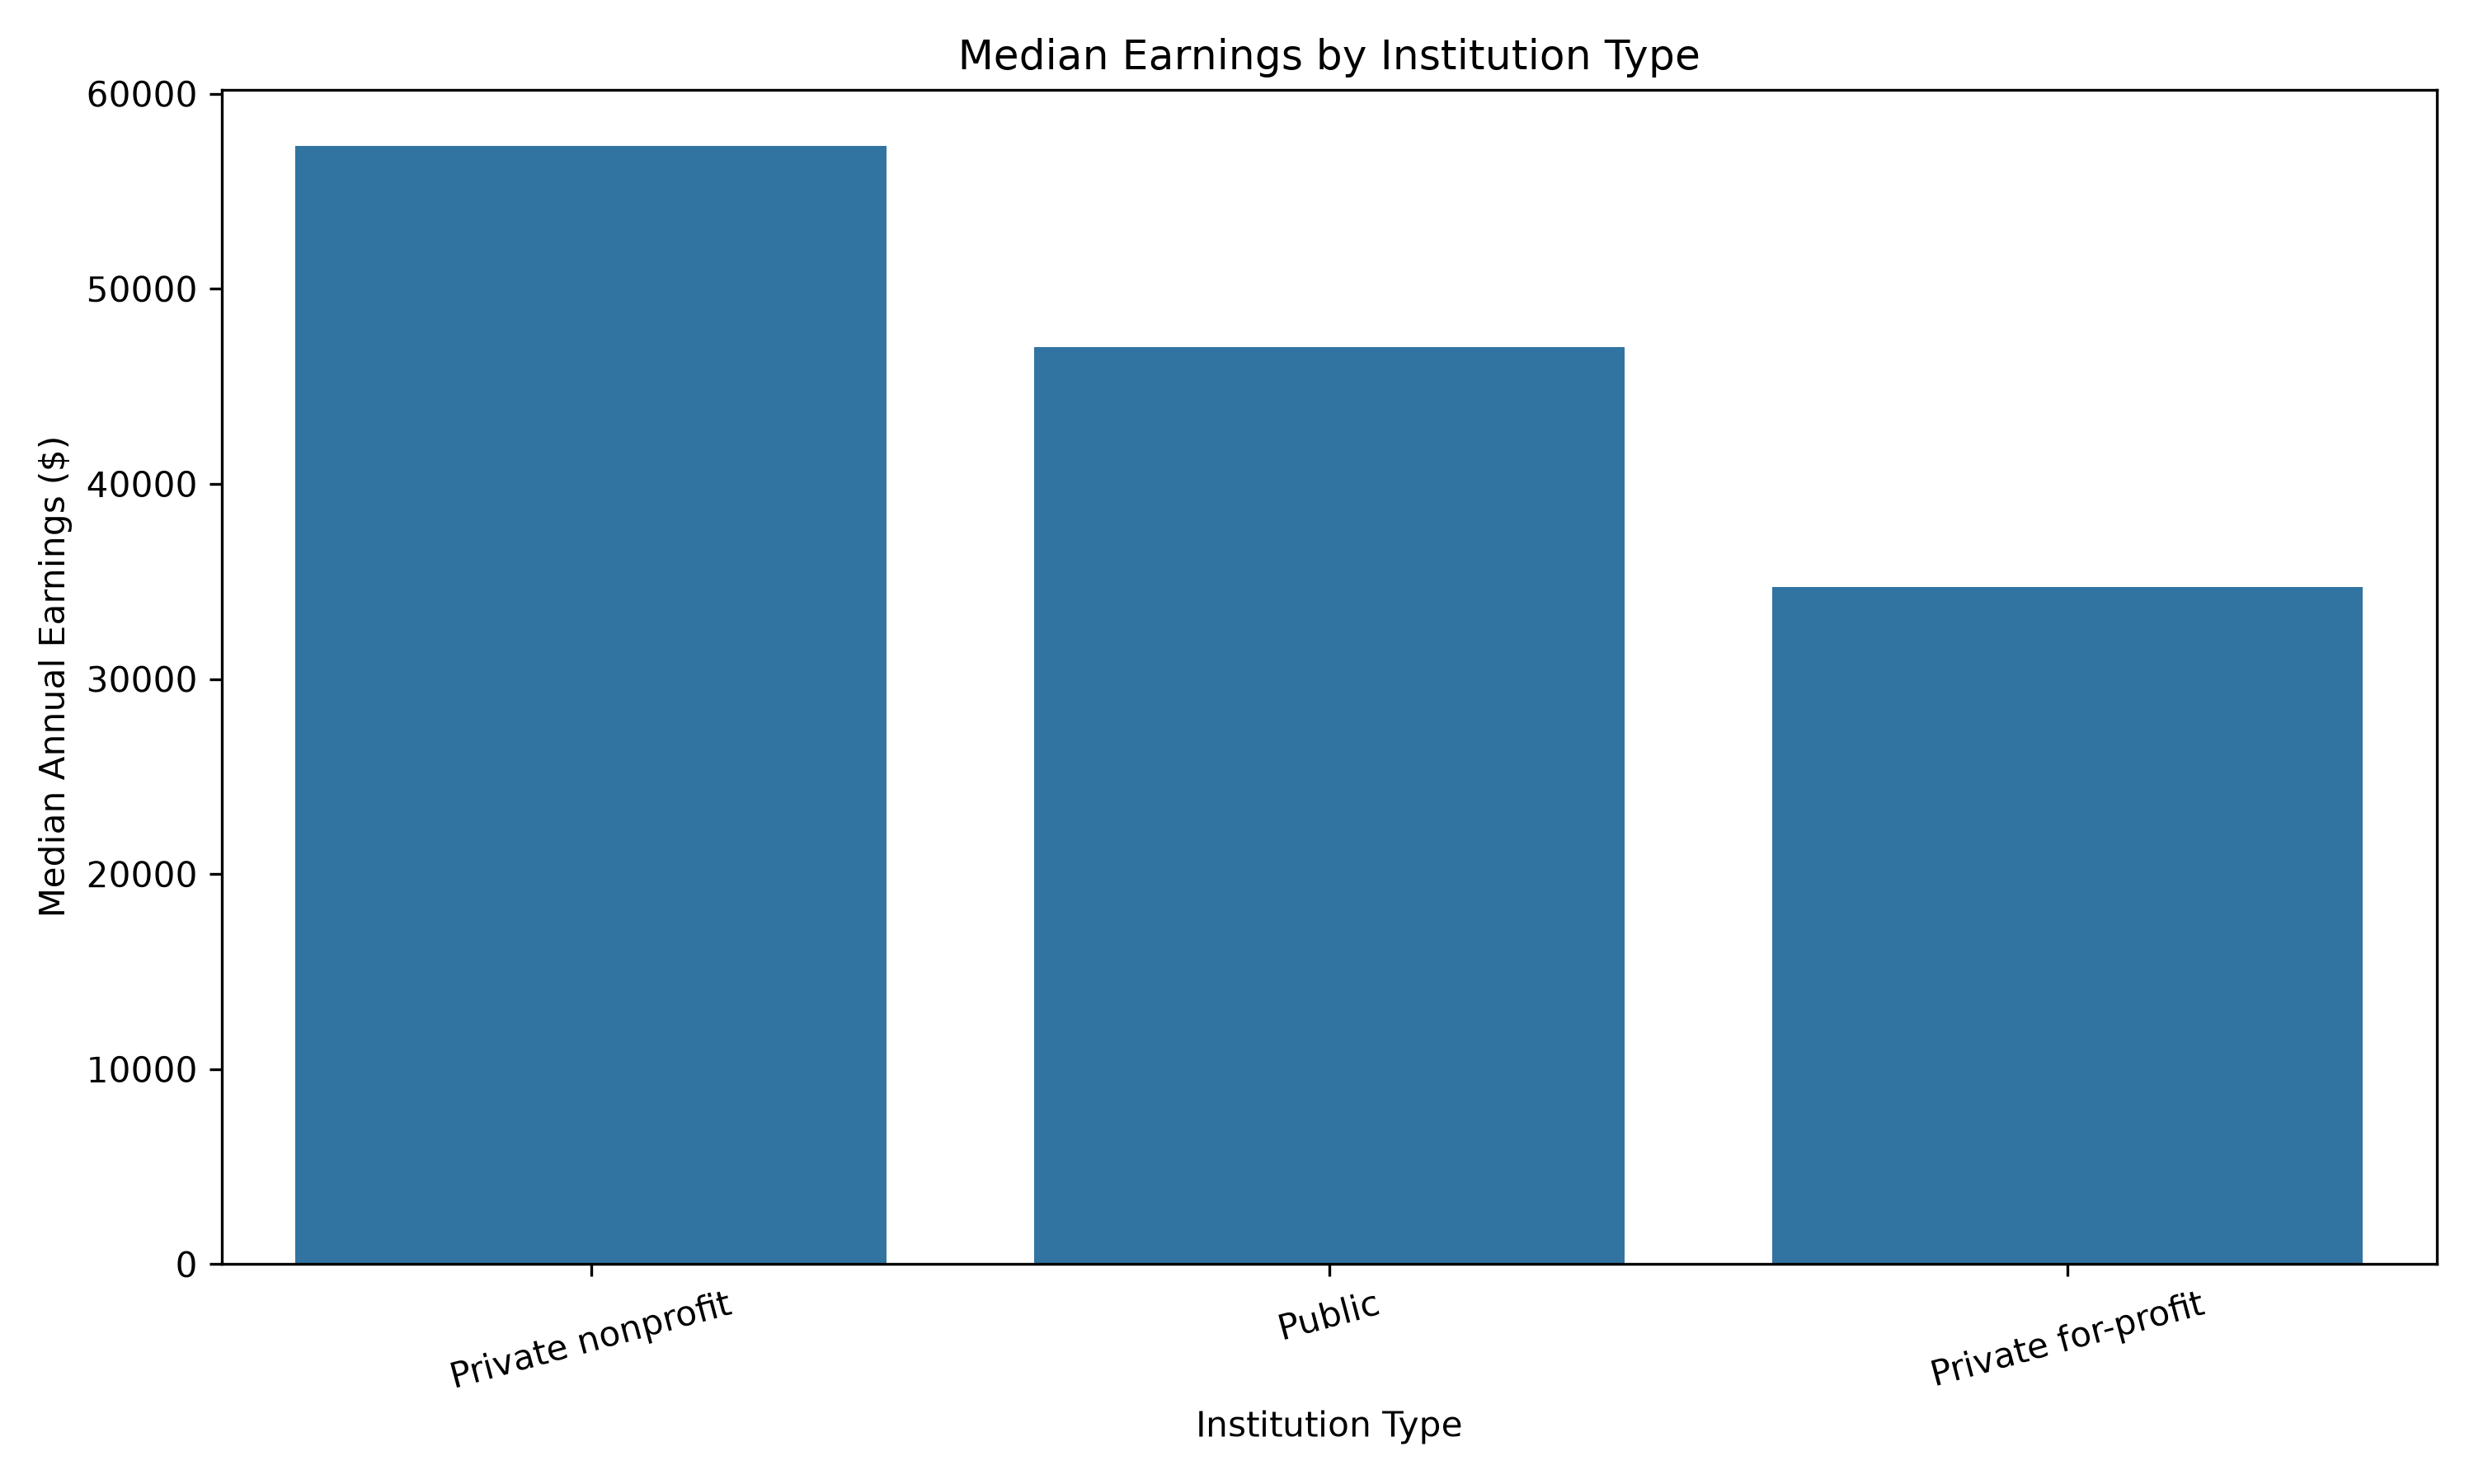 Median Earnings by Institution Type
Median Annual Earnings ($)
60000
50000
40000
30000
20000
10000
0
Private nonprofit
Public
Private for-profit
Institution Type